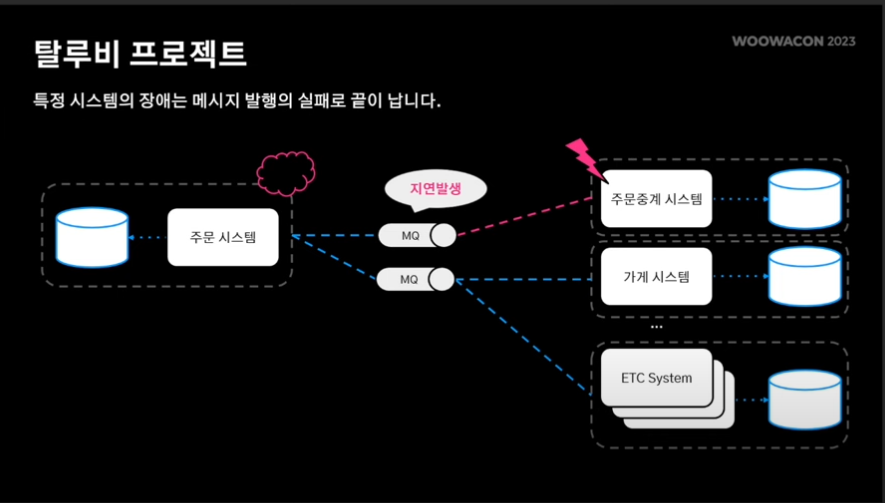 탈루비 프로젝트
WOOWACON 2023
특정 시스템의 장애는 메시지 발행의 실패로 끝이 납니다.
지연발생
주문 시스템
MQ
주문중계 시스템
MQ
가게 시스템
...
ETC System